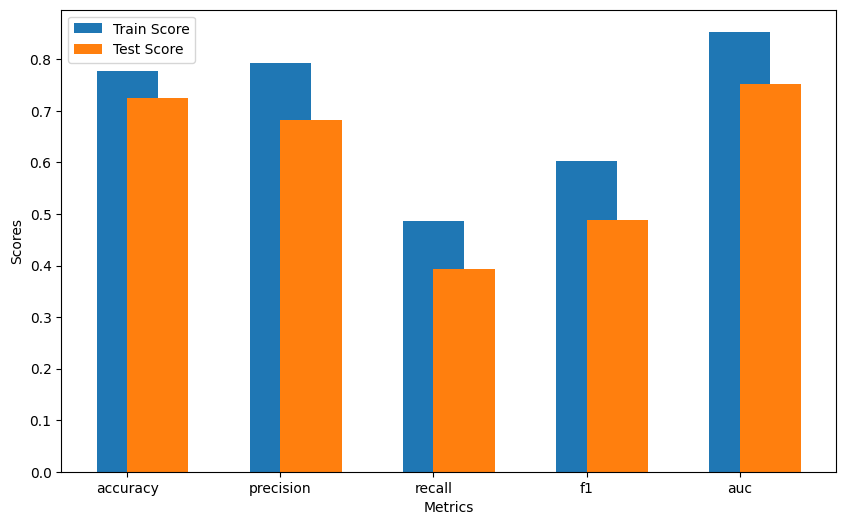 Train Score
Test Score
Scores
0.8
0.7
0.6
0.5
0.4
0.3
0.2
0.1
0.0
accuracy precision recall f1 auc
Metrics